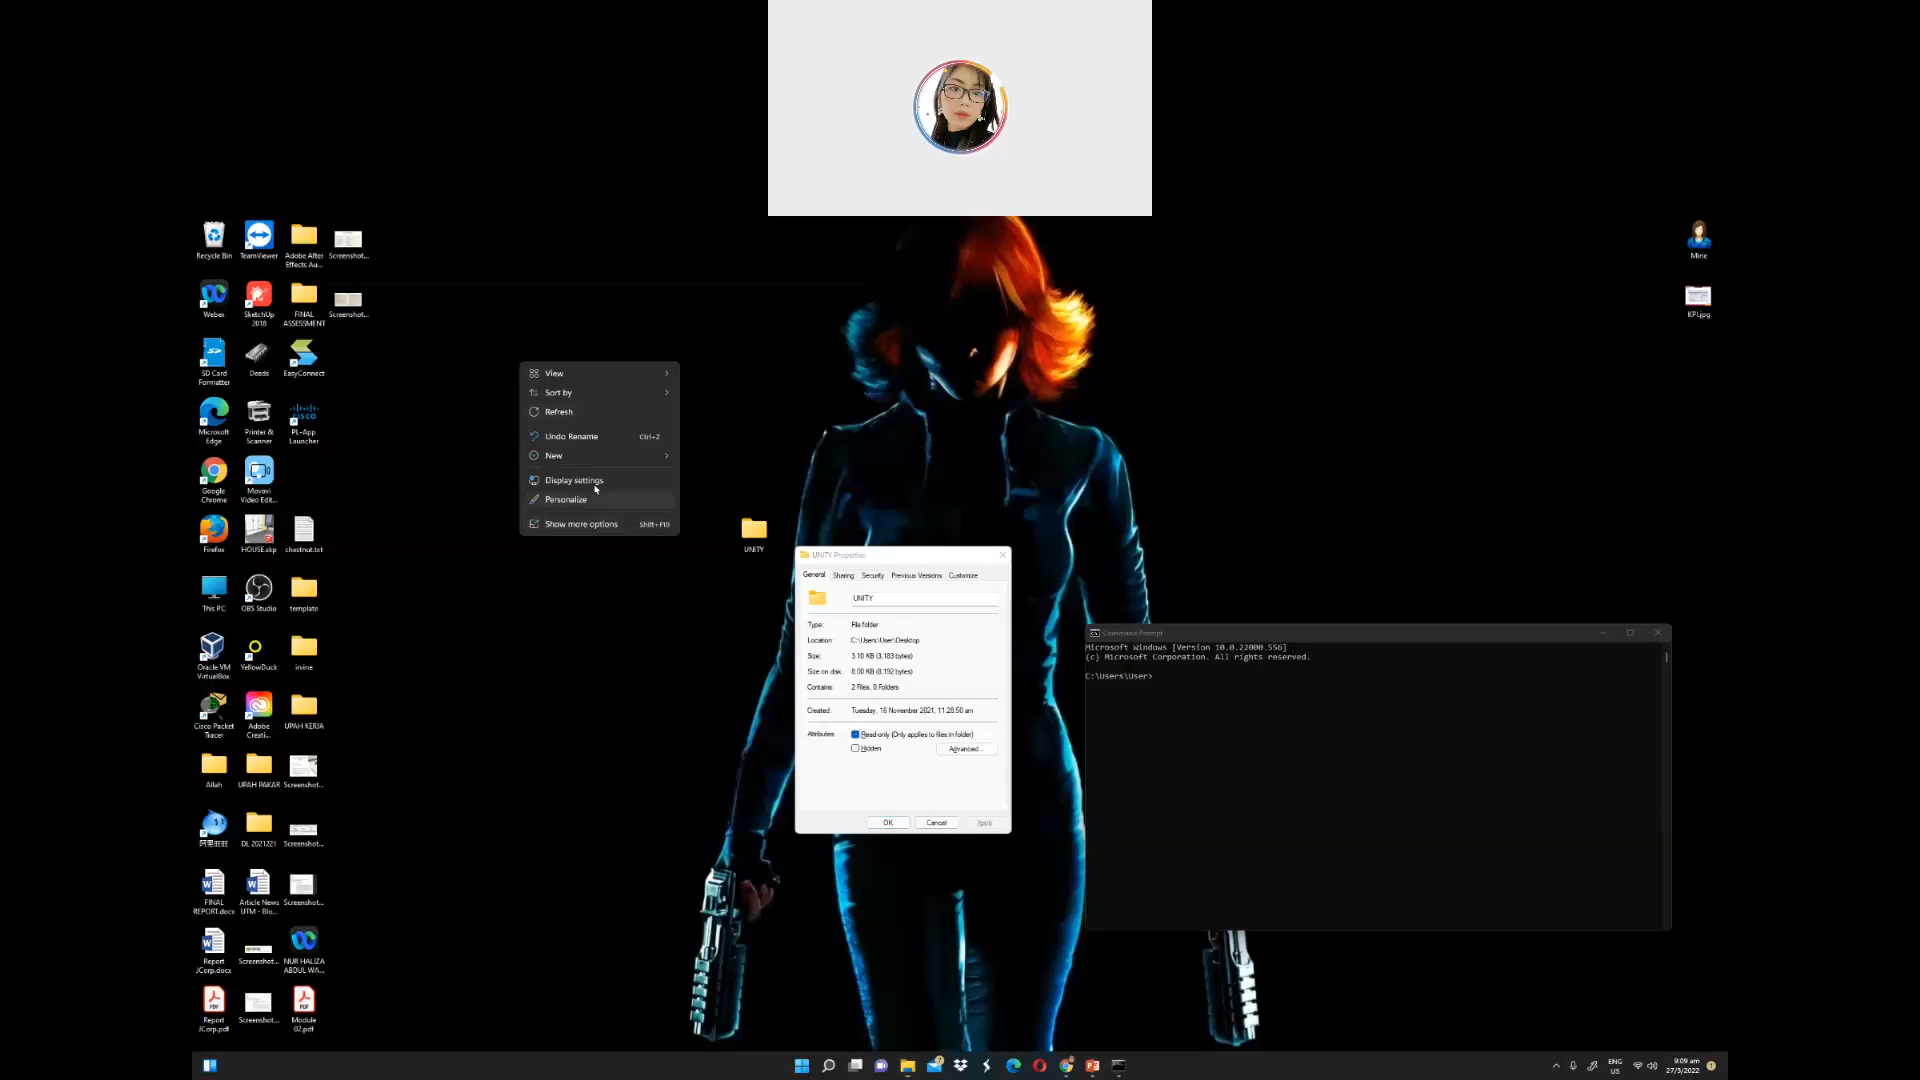 Recycle Bin
TeamViewer
Adobe After
Effects Au...
Screenshot...
Webex
SketchUp
2018
FINAL
ASSESSMENT
Screenshot...
SD Card
Formatter
Deeds
EasyConnect
Microsoft
Edge
Printer &
Scanner
PL-App
Launcher
Google
Chrome
Movavi
Video Edit...
Firefox
HOUSE.skp
chestnut.txt
This PC
OBS Studio
template
Oracle VM
VirtualBox
YellowDuck
irvine
Cisco Packet
Tracer
Adobe
Creati...
UPAH KERJA
Allah
UPAH PAKAR
Screenshot...
阿里旺旺
DL 2021221
Screenshot...
FINAL
REPORT.docx
Article News
UTM - Blo...
Screenshot...
Report
JCorp.docx
Screenshot...
NUR HALIZA
ABDUL WA...
Report
JCorp.pdf
Screenshot...
Module
02.pdf
Mine
KPI.jpg
View
Sort by
Refresh
Undo Rename Ctrl+Z
New
Display settings
Personalize
Show more options Shift+F10
UNITY
UNITY Properties
General Sharing Security Previous Versions Customize
UNITY
Type: File folder
Location: C:\Users\User\Desktop
Size: 3.10 KB (3,183 bytes)
Size on disk: 8.00 KB (8,192 bytes)
Contains: 2 Files, 0 Folders
Created: Tuesday, 16 November 2021, 11:28:50 am
Attributes: Read-only (Only applies to files in folder)
Hidden Advanced...
OK Cancel Apply
Command Prompt
Microsoft Windows [Version 10.0.22000.556]
(c) Microsoft Corporation. All rights reserved.
C:\Users\User>
ENG
US
9:09 am
27/3/2022